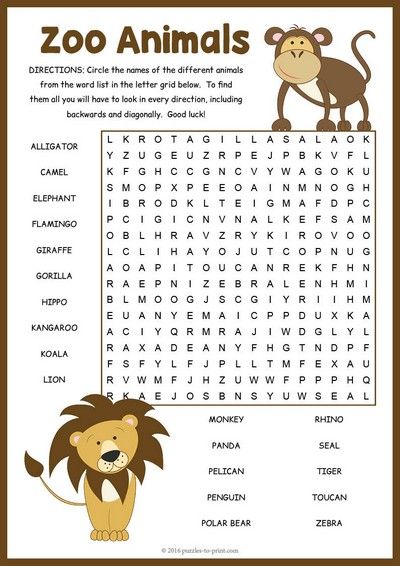 Zoo Animals
DIRECTIONS: Circle the names of the different animals
from the word list in the letter grid below. To find
them all you will have to look in every direction, including
backwards and diagonally. Good luck!
ALLIGATOR
CAMEL
ELEPHANT
FLAMINGO
GIRAFFE
GORILLA
HIPPO
KANGAROO
KOALA
LION
L K R O T A G I L L A S A L A O K
Y Z U G E U Z R P E J P B K V F L
K F G H C C G N C V Y W A G O K U
S M O P X P E E O A I N M N O G H
I B R O D K L T E I G M A F D P C
P C I G I C N V N A L K E F S A M
O B L H R A V Z R Y K I R O V O O
L C L I H A Y O J U T C O P N U G
A O A P I T O U C A N R E K F H N
R A E P N I Z E B R A L E N H M I
B L M O O G J S C G I Y R I I H M
E U A N Y E M A I C P P D U X K A
A C I Y Q R M R A J I W D G L Y L
R A X A D E A N Y F H G T N D P F
F S F Y L F J P L L T M F E X A U
R V W M F J H Z U W W F P P P H Q
R K A E J O S B N S Y U W S E A L
MONKEY
PANDA
PELICAN
PENGUIN
POLAR BEAR
RHINO
SEAL
TIGER
TOUCAN
ZEBRA
© 2016 puzzles-to-print.com